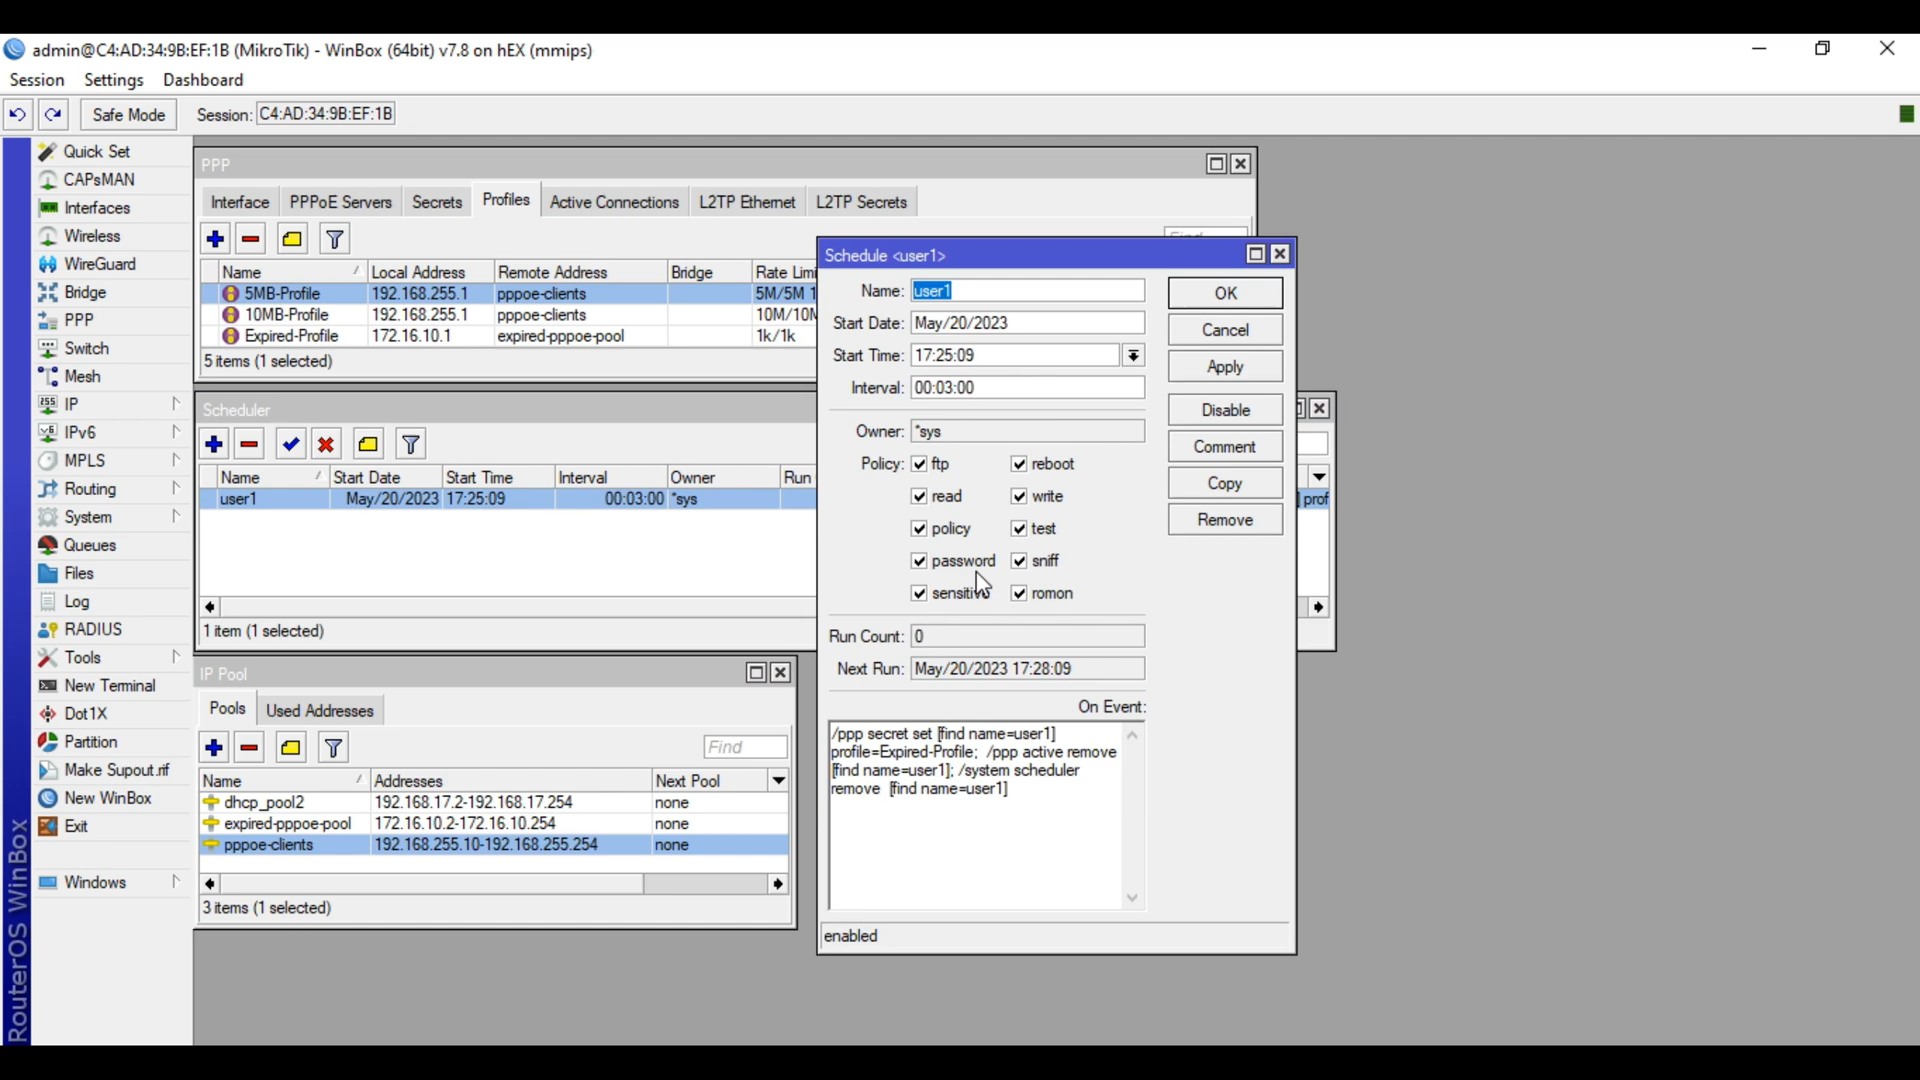 admin@C4:AD:34:9B:EF:1B (MikroTik) - WinBox (64bit) v7.8 on hEX (mmips)
Session Settings Dashboard
Safe Mode Session: C4:AD:34:9B:EF:1B
Quick Set
CAPsMAN
Interfaces
Wireless
WireGuard
Bridge
PPP
Switch
Mesh
IP
IPv6
MPLS
Routing
System
Queues
Files
Log
RADIUS
Tools
New Terminal
Dot1X
Partition
Make Supout.rif
New WinBox
Exit
Windows
RouterOS WinBox
PPP
Interface PPPoE Servers Secrets Profiles Active Connections L2TP Ethernet L2TP Secrets
Find
Name Local Address Remote Address Bridge Rate Limi
5MB-Profile 192.168.255.1 pppoe-clients 5M/5M 1
10MB-Profile 192.168.255.1 pppoe-clients 10M/10M
Expired-Profile 172.16.10.1 expired-pppoe-pool 1k/1k
5 items (1 selected)
Scheduler
Name Start Date Start Time Interval Owner Run
user1 May/20/2023 17:25:09 00:03:00 *sys ] prof
1 item (1 selected)
IP Pool
Pools Used Addresses
Find
Name Addresses Next Pool
dhcp_pool2 192.168.17.2-192.168.17.254 none
expired-pppoe-pool 172.16.10.2-172.16.10.254 none
pppoe-clients 192.168.255.10-192.168.255.254 none
3 items (1 selected)
Schedule <user1>
Name: user1
Start Date: May/20/2023
Start Time: 17:25:09
Interval: 00:03:00
Owner: *sys
Policy: ftp reboot
read write
policy test
password sniff
sensitive romon
Run Count: 0
Next Run: May/20/2023 17:28:09
On Event:
/ppp secret set [find name=user1]
profile=Expired-Profile; /ppp active remove
[find name=user1]; /system scheduler
remove [find name=user1]
enabled
OK
Cancel
Apply
Disable
Comment
Copy
Remove